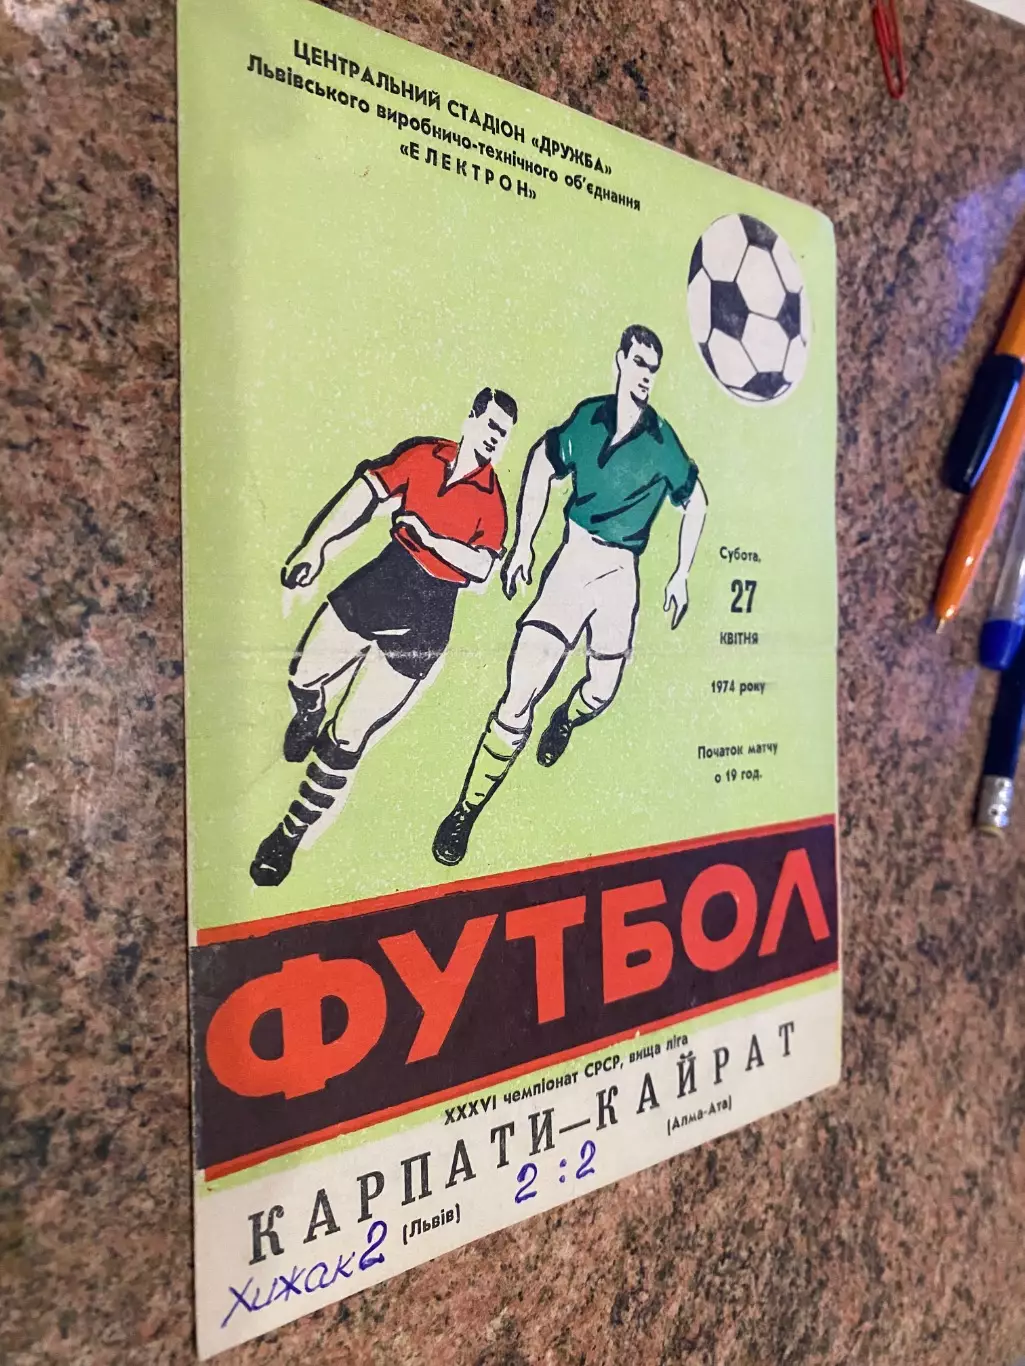 ЦЕНТРАЛЬНИЙ СТАДІОН «ДРУЖБА»
Львівського виробничо-технічного об'єднання
«ЕЛЕКТРОН»
Субота,
27
КВІТНЯ
1974 року
Початок матчу
о 19 год.
ФУТБОЛ
XXXVI чемпіонат СРСР, вища ліга
КАРПАТИ—КАЙРАТ
(Львів) (Алма-Ата)
2:2
Хижак 2